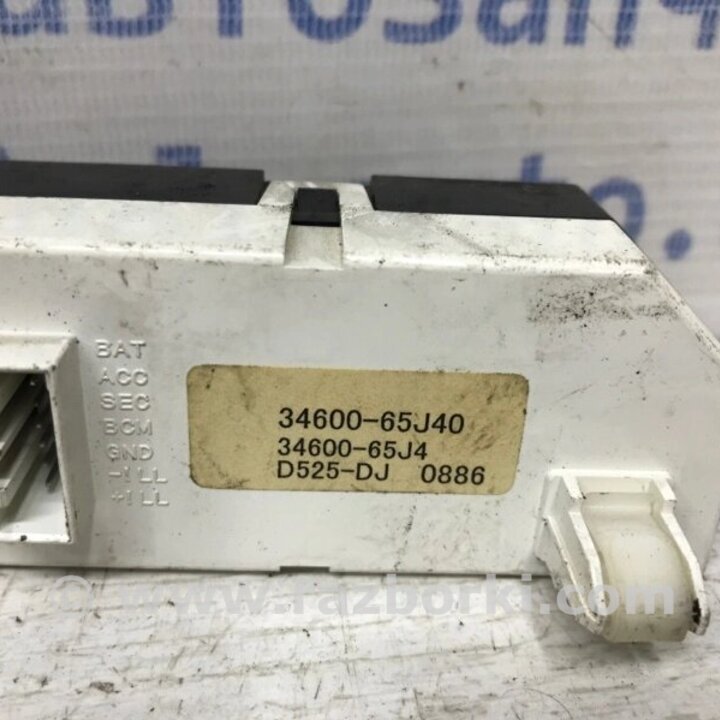 BAT
ACC
SEC
BCM
GND
-ILL
+ILL
34600-65J40
34600-65J4
D525-DJ 0886
© www.razborki.com